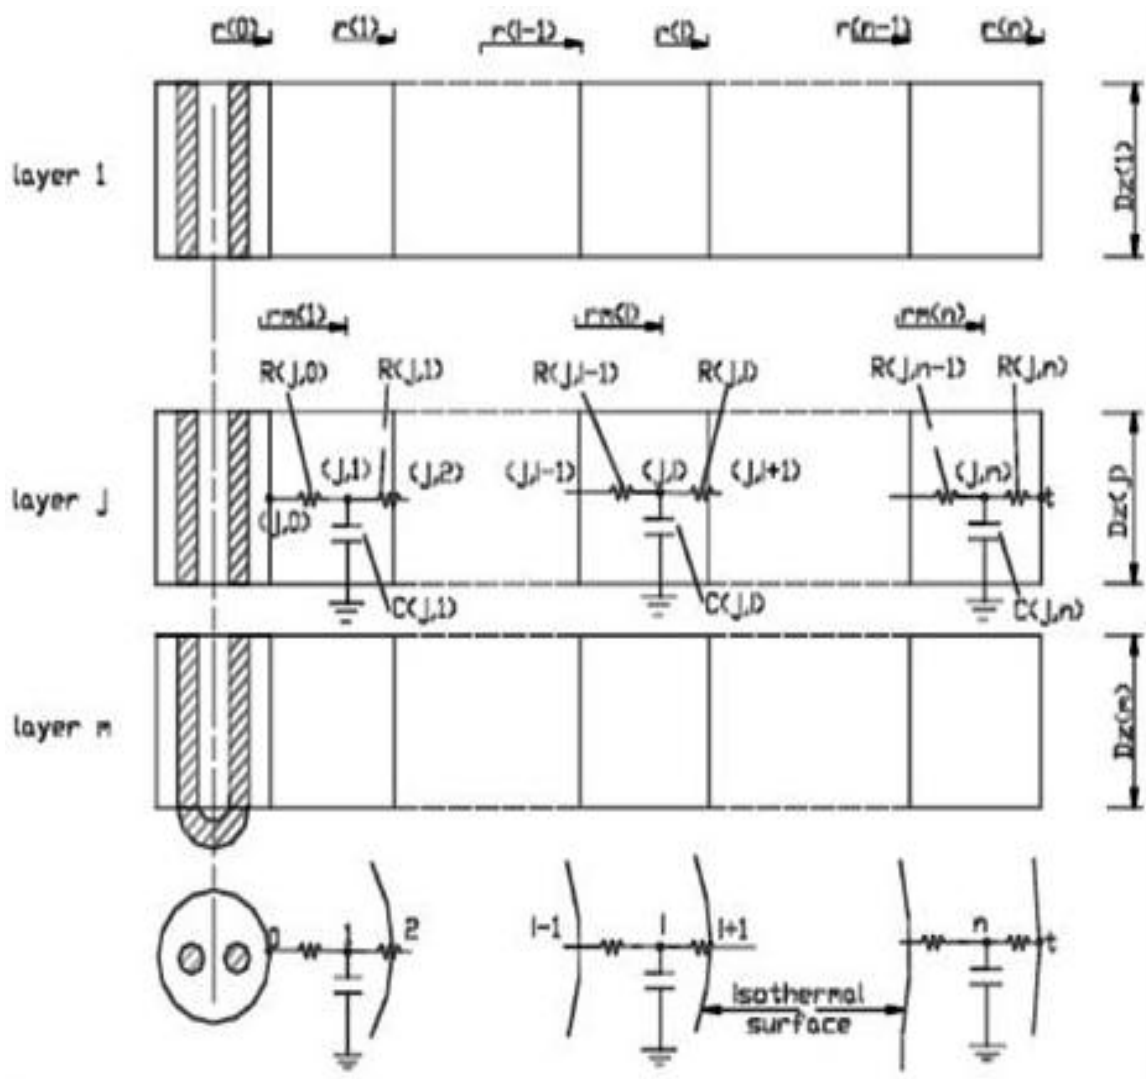 r(0) r(1) r(i-1) r(i) r(n-1) r(n)
layer 1
Dz(1)
rm(1) rm(i) rm(n)
R(j,0) R(j,1) R(j,i-1) R(j,i) R(j,n-1) R(j,n)
layer j
(j,0) (j,1) (j,2) (j,i-1) (j,i) (j,i+1) (j,n) t
Dz(j)
C(j,1) C(j,i) C(j,n)
layer m
Dz(m)
0 1 2 i-1 i i+1 n t
Isothermal
surface